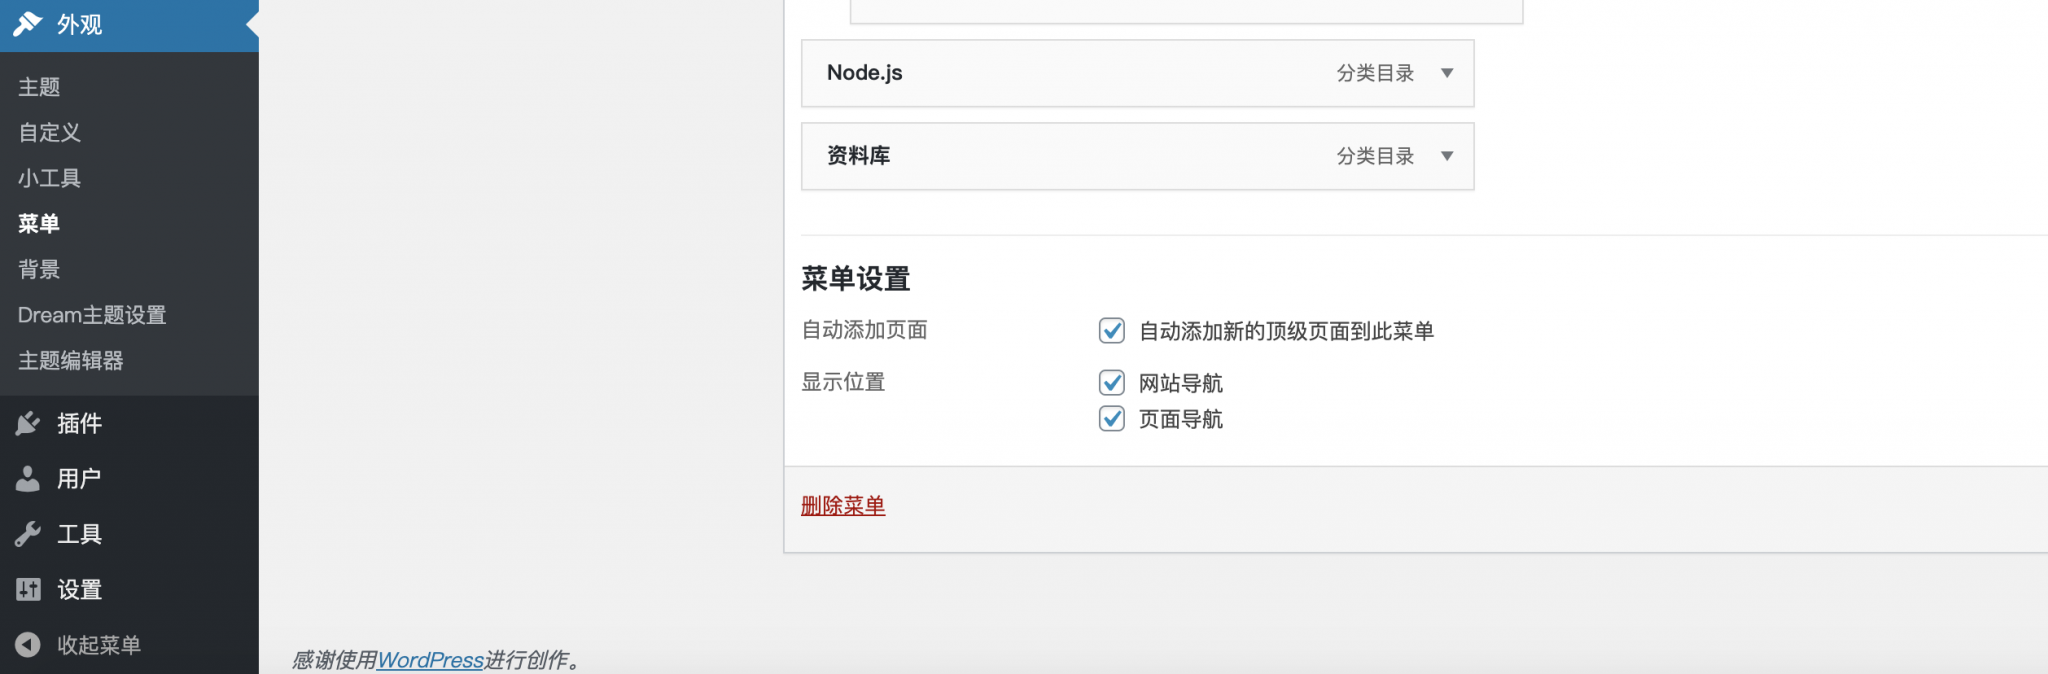 外观
主题
自定义
小工具
菜单
背景
Dream主题设置
主题编辑器
插件
用户
工具
设置
收起菜单
Node.js 分类目录
资料库 分类目录
菜单设置
自动添加页面 自动添加新的顶级页面到此菜单
显示位置 网站导航
页面导航
删除菜单
感谢使用WordPress进行创作。